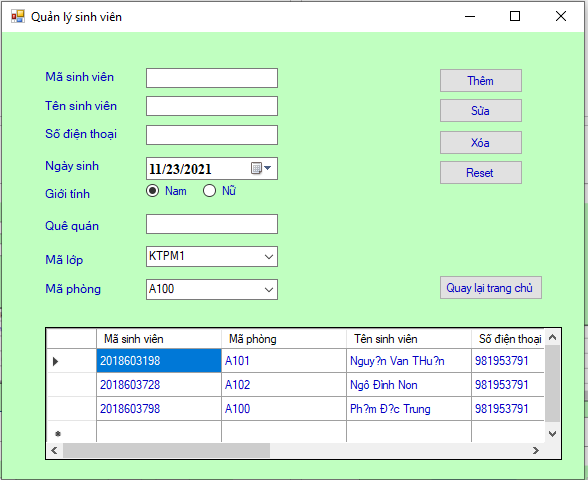 Quản lý sinh viên
Mã sinh viên
Thêm
Tên sinh viên
Sửa
Số điện thoại
Xóa
Ngày sinh
11/23/2021
Reset
Giới tính
Nam
Nữ
Quê quán
Mã lớp
KTPM1
Mã phòng
A100
Quay lại trang chủ
Mã sinh viên Mã phòng Tên sinh viên Số điện thoại
2018603198 A101 Nguy?n Van THu?n 981953791
2018603728 A102 Ngô Đình Non 981953791
2018603798 A100 Ph?m Đ?c Trung 981953791